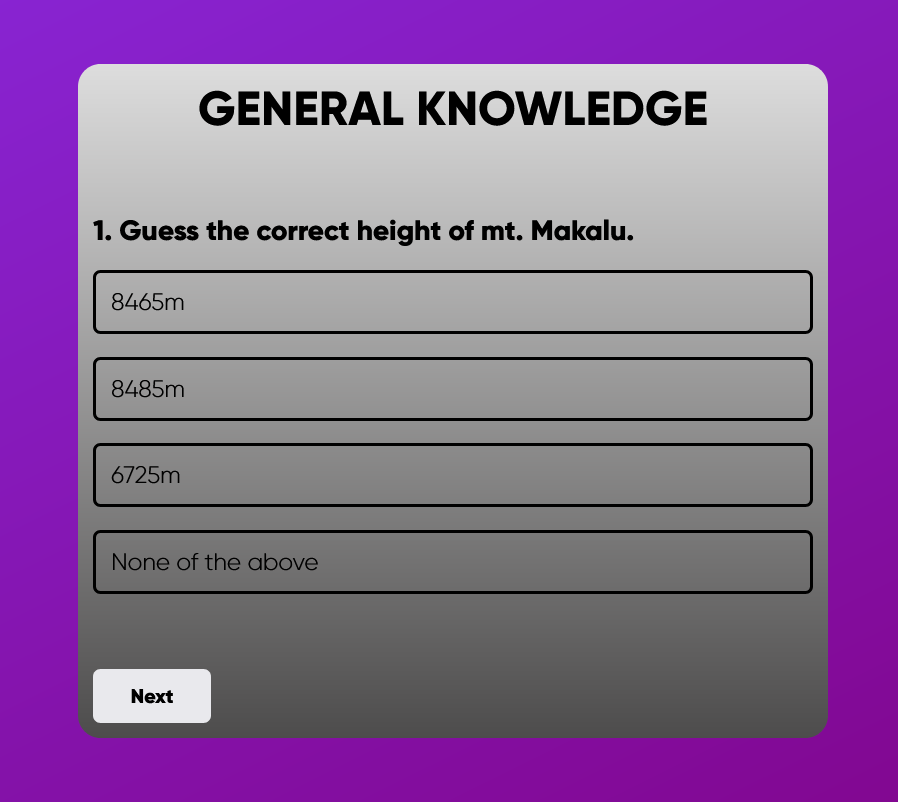 GENERAL KNOWLEDGE
1. Guess the correct height of mt. Makalu.
8465m
8485m
6725m
None of the above
Next